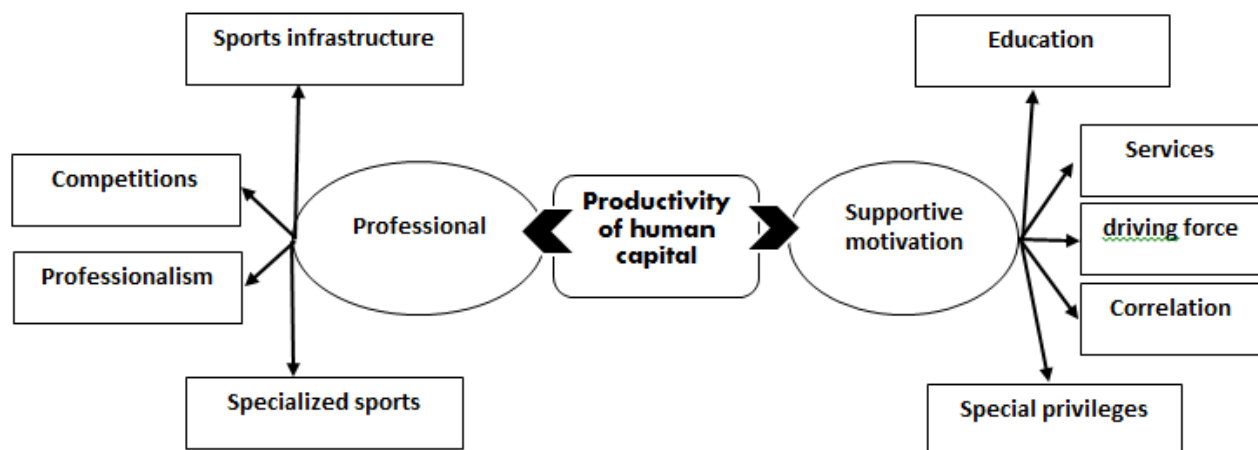 Sports infrastructure
Education
Competitions
Services
Professional
Productivity
of human
capital
Supportive
motivation
driving force
Professionalism
Correlation
Specialized sports
Special privileges